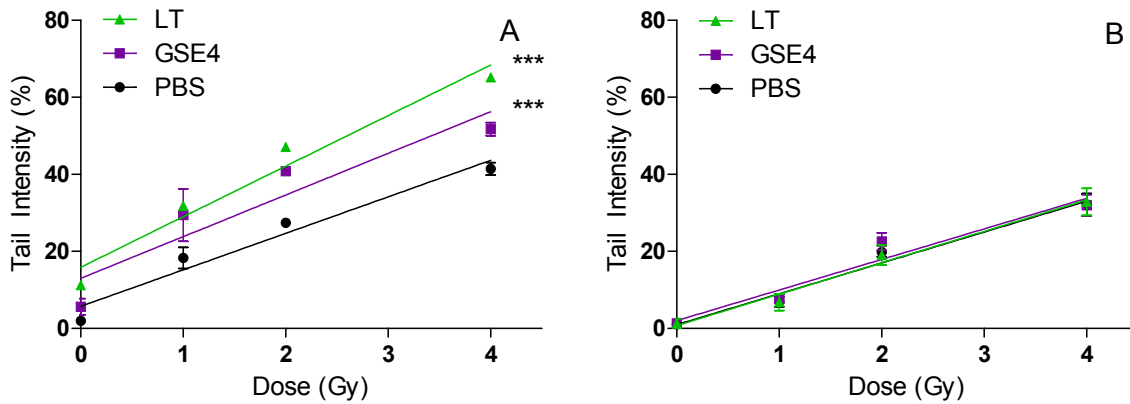 A
LT
GSE4
PBS
***
***
80
60
40
20
0
Tail Intensity (%)
0 1 2 3 4
Dose (Gy)
B
LT
GSE4
PBS
80
60
40
20
0
Tail Intensity (%)
0 1 2 3 4
Dose (Gy)